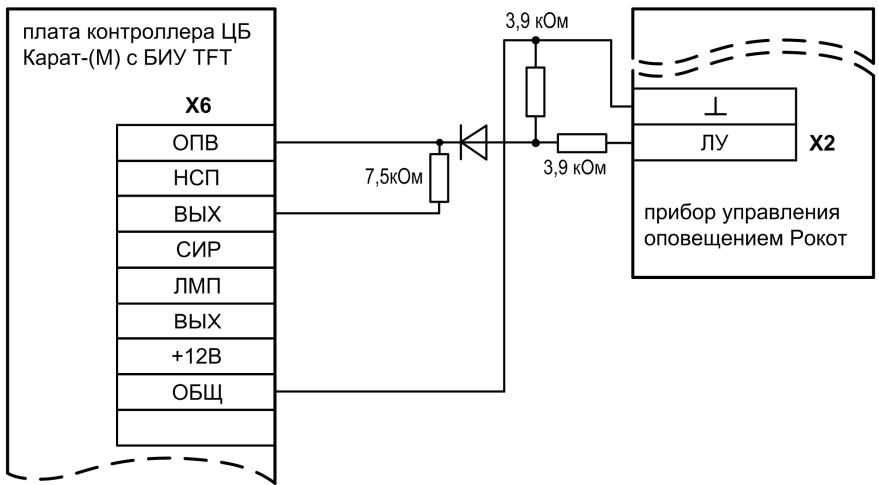 плата контроллера ЦБ
Карат-(М) с БИУ TFT
X6
ОПВ
НСП
ВЫХ
СИР
ЛМП
ВЫХ
+12В
ОБЩ
3,9 кОм
7,5кОм
3,9 кОм
⊥
ЛУ
X2
прибор управления
оповещением Рокот